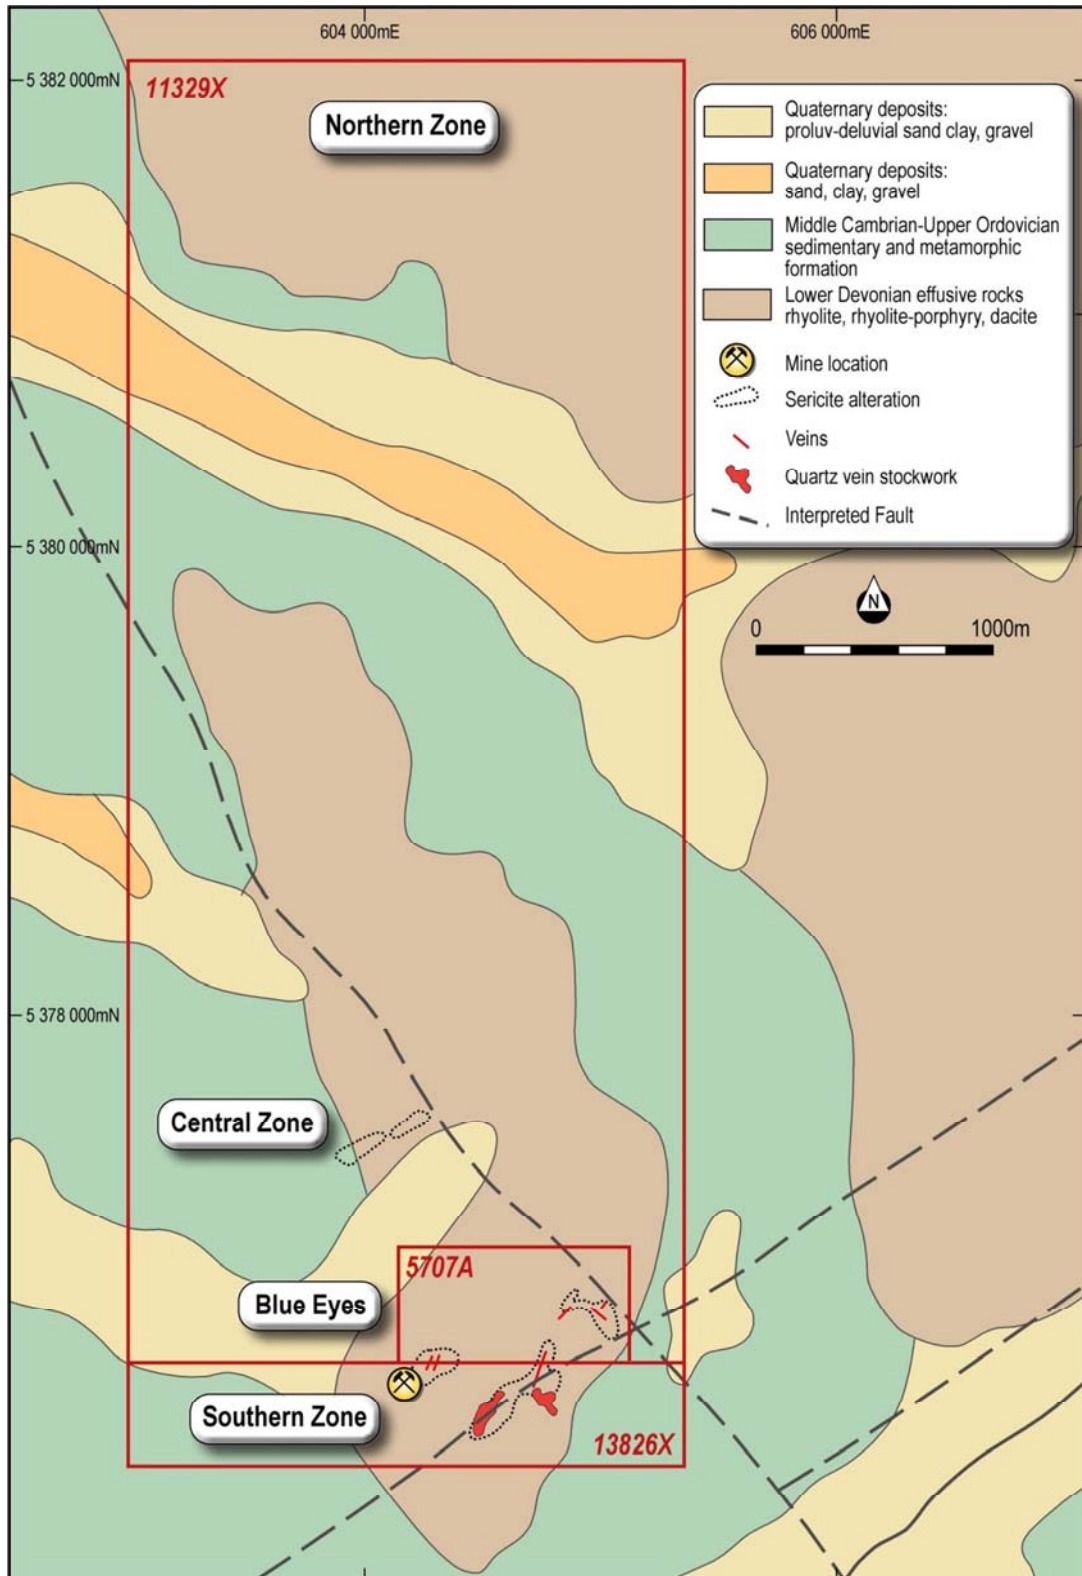 604 000mE
606 000mE
5 382 000mN
11329X
Northern Zone
Quaternary deposits:
proluv-deluvial sand clay, gravel
Quaternary deposits:
sand, clay, gravel
Middle Cambrian-Upper Ordovician
sedimentary and metamorphic
formation
Lower Devonian effusive rocks
rhyolite, rhyolite-porphyry, dacite
Mine location
Sericite alteration
Veins
Quartz vein stockwork
Interpreted Fault
5 380 000mN
N
0
1000m
5 378 000mN
Central Zone
5707A
Blue Eyes
Southern Zone
13826X